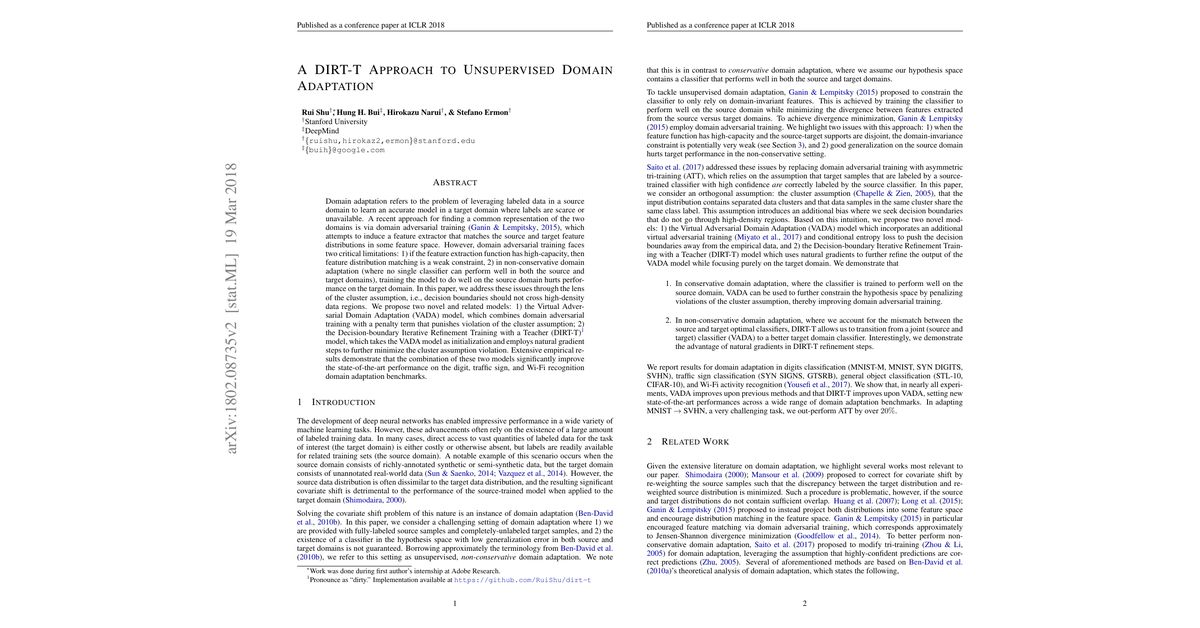 Published as a conference paper at ICLR 2018
A DIRT-T APPROACH TO UNSUPERVISED DOMAIN
ADAPTATION
Rui Shu†*, Hung H. Bui‡, Hirokazu Narui†, & Stefano Ermon†
†Stanford University
‡DeepMind
†{ruishu,hirokaz2,ermon}@stanford.edu
‡{buih}@google.com
ABSTRACT
Domain adaptation refers to the problem of leveraging labeled data in a source
domain to learn an accurate model in a target domain where labels are scarce or
unavailable. A recent approach for finding a common representation of the two
domains is via domain adversarial training (Ganin & Lempitsky, 2015), which
attempts to induce a feature extractor that matches the source and target feature
distributions in some feature space. However, domain adversarial training faces
two critical limitations: 1) if the feature extraction function has high-capacity, then
feature distribution matching is a weak constraint, 2) in non-conservative domain
adaptation (where no single classifier can perform well in both the source and
target domains), training the model to do well on the source domain hurts perfor-
mance on the target domain. In this paper, we address these issues through the
lens of the cluster assumption, i.e., decision boundaries should not cross high-density
data regions. We propose two novel and related models: 1) the Virtual Adver-
sarial Domain Adaptation (VADA) model, which combines domain adversarial
training with a penalty term that punishes violation of the cluster assumption; 2)
the Decision-boundary Iterative Refinement Training with a Teacher (DIRT-T)‡
model, which takes the VADA model as initialization and employs natural gradient
steps to further minimize the cluster assumption violation. Extensive empirical re-
sults demonstrate that the combination of these two models significantly improve
the state-of-the-art performance on the digit, traffic sign, and Wi-Fi recognition
domain adaptation benchmarks.
1 INTRODUCTION
The development of deep neural networks has enabled impressive performance in a wide variety of
machine learning tasks. However, these advancements often rely on the existence of a large amount
of labeled training data. In many cases, direct access to vast quantities of labeled data for the task
of interest (the target domain) is either costly or otherwise absent, but labels are readily available
for related training sets (the source domain). A notable example of this scenario occurs when the
source domain consists of richly-annotated synthetic or semi-synthetic data, but the target domain
consists of unannotated real-world data (Sun & Saenko, 2014; Vazquez et al., 2014). However, the
source data distribution is often dissimilar to the target data distribution, and the resulting significant
covariate shift is detrimental to the performance of the source-trained model when applied to the
target domain (Shimodaira, 2000).
Solving the covariate shift problem of this nature is an instance of domain adaptation (Ben-David
et al., 2010b). In this paper, we consider a challenging setting of domain adaptation where 1) we
are provided with fully-labeled source samples and completely-unlabeled target samples, and 2) the
existence of a classifier in the hypothesis space with low generalization error in both source and
target domains is not guaranteed. Borrowing approximately the terminology from Ben-David et al.
(2010b), we refer to this setting as unsupervised, non-conservative domain adaptation. We note
*Work was done during first author's internship at Adobe Research.
‡Pronounce as “dirty.” Implementation available at https://github.com/RuiShu/dirt-t
1
arXiv:1802.08735v2 [stat.ML] 19 Mar 2018
Published as a conference paper at ICLR 2018
that this is in contrast to conservative domain adaptation, where we assume our hypothesis space
contains a classifier that performs well in both the source and target domains.
To tackle unsupervised domain adaptation, Ganin & Lempitsky (2015) proposed to constrain the
classifier to only rely on domain-invariant features. This is achieved by training the classifier to
perform well on the source domain while minimizing the divergence between features extracted
from the source versus target domains. To achieve divergence minimization, Ganin & Lempitsky
(2015) employ domain adversarial training. We highlight two issues with this approach: 1) when the
feature function has high-capacity and the source-target supports are disjoint, the domain-invariance
constraint is potentially very weak (see Section 3), and 2) good generalization on the source domain
hurts target performance in the non-conservative setting.
Saito et al. (2017) addressed these issues by replacing domain adversarial training with asymmetric
tri-training (ATT), which relies on the assumption that target samples that are labeled by a source-
trained classifier with high confidence are correctly labeled by the source classifier. In this paper,
we consider an orthogonal assumption: the cluster assumption (Chapelle & Zien, 2005), that the
input distribution contains separated data clusters and that data samples in the same cluster share the
same class label. This assumption introduces an additional bias where we seek decision boundaries
that do not go through high-density regions. Based on this intuition, we propose two novel mod-
els: 1) the Virtual Adversarial Domain Adaptation (VADA) model which incorporates an additional
virtual adversarial training (Miyato et al., 2017) and conditional entropy loss to push the decision
boundaries away from the empirical data, and 2) the Decision-boundary Iterative Refinement Train-
ing with a Teacher (DIRT-T) model which uses natural gradients to further refine the output of the
VADA model while focusing purely on the target domain. We demonstrate that
1. In conservative domain adaptation, where the classifier is trained to perform well on the
source domain, VADA can be used to further constrain the hypothesis space by penalizing
violations of the cluster assumption, thereby improving domain adversarial training.
2. In non-conservative domain adaptation, where we account for the mismatch between the
source and target optimal classifiers, DIRT-T allows us to transition from a joint (source and
target) classifier (VADA) to a better target domain classifier. Interestingly, we demonstrate
the advantage of natural gradients in DIRT-T refinement steps.
We report results for domain adaptation in digits classification (MNIST-M, MNIST, SYN DIGITS,
SVHN), traffic sign classification (SYN SIGNS, GTSRB), general object classification (STL-10,
CIFAR-10), and Wi-Fi activity recognition (Yousefi et al., 2017). We show that, in nearly all experi-
ments, VADA improves upon previous methods and that DIRT-T improves upon VADA, setting new
state-of-the-art performances across a wide range of domain adaptation benchmarks. In adapting
MNIST → SVHN, a very challenging task, we out-perform ATT by over 20%.
2 RELATED WORK
Given the extensive literature on domain adaptation, we highlight several works most relevant to
our paper. Shimodaira (2000); Mansour et al. (2009) proposed to correct for covariate shift by
re-weighting the source samples such that the discrepancy between the target distribution and re-
weighted source distribution is minimized. Such a procedure is problematic, however, if the source
and target distributions do not contain sufficient overlap. Huang et al. (2007); Long et al. (2015);
Ganin & Lempitsky (2015) proposed to instead project both distributions into some feature space
and encourage distribution matching in the feature space. Ganin & Lempitsky (2015) in particular
encouraged feature matching via domain adversarial training, which corresponds approximately
to Jensen-Shannon divergence minimization (Goodfellow et al., 2014). To better perform non-
conservative domain adaptation, Saito et al. (2017) proposed to modify tri-training (Zhou & Li,
2005) for domain adaptation, leveraging the assumption that highly-confident predictions are cor-
rect predictions (Zhu, 2005). Several of aforementioned methods are based on Ben-David et al.
(2010a)'s theoretical analysis of domain adaptation, which states the following,
2